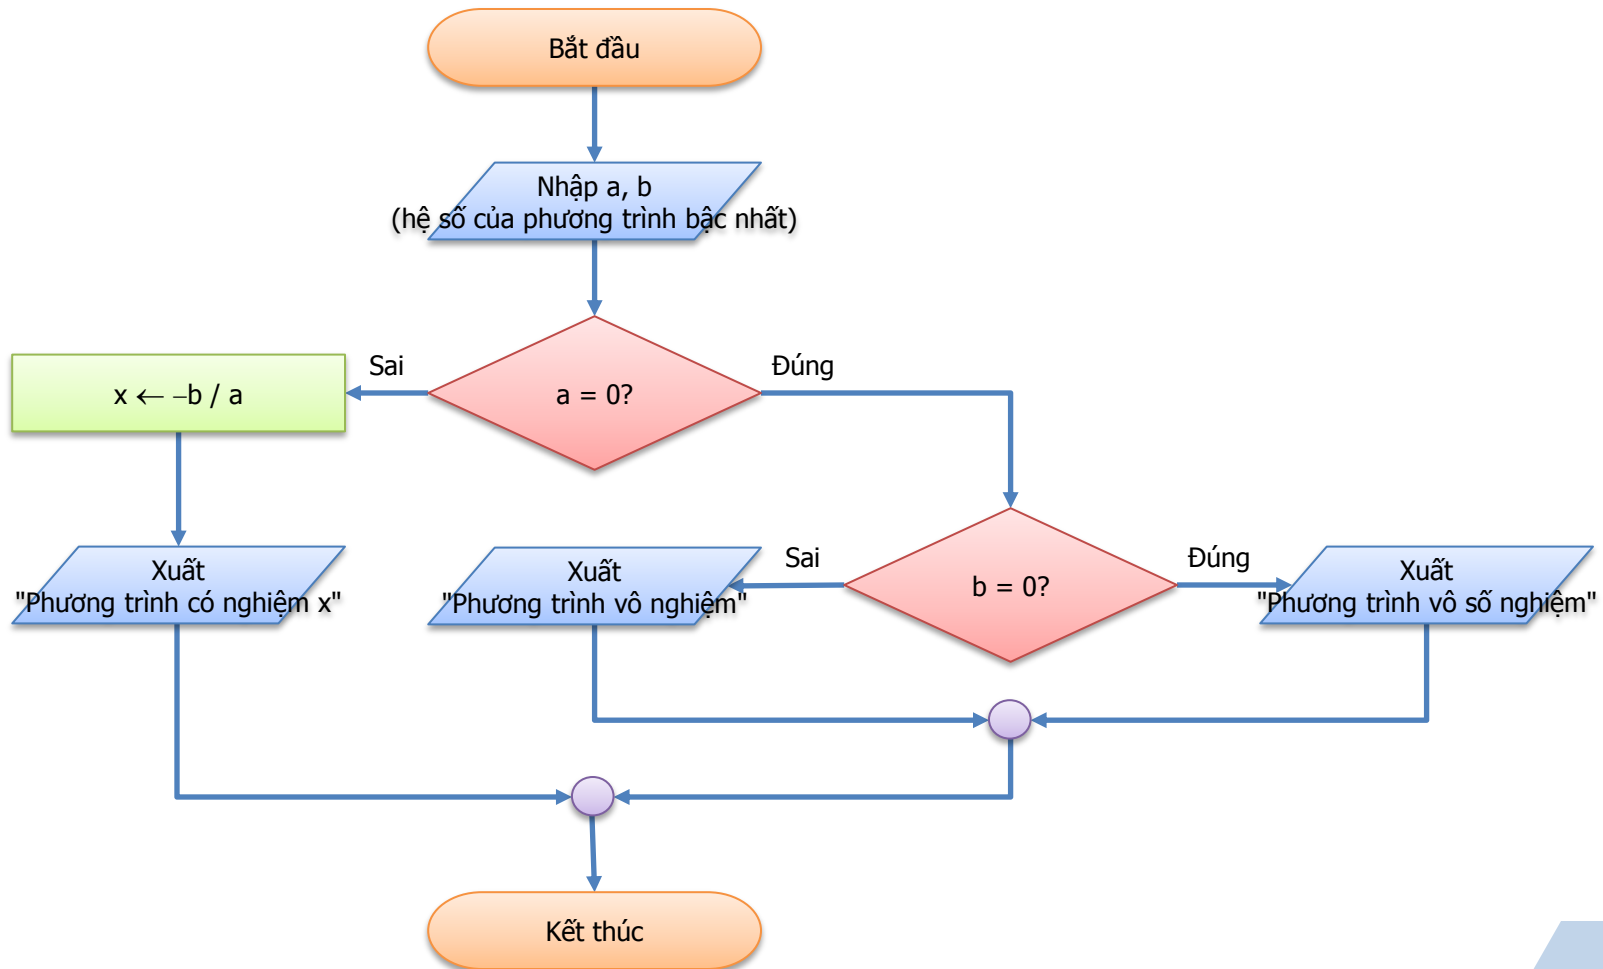 Bắt đầu
Nhập a, b
(hệ số của phương trình bậc nhất)
Sai
Đúng
x ← –b / a
a = 0?
Xuất
"Phương trình có nghiệm x"
Xuất
"Phương trình vô nghiệm"
Sai
b = 0?
Đúng
Xuất
"Phương trình vô số nghiệm"
Kết thúc